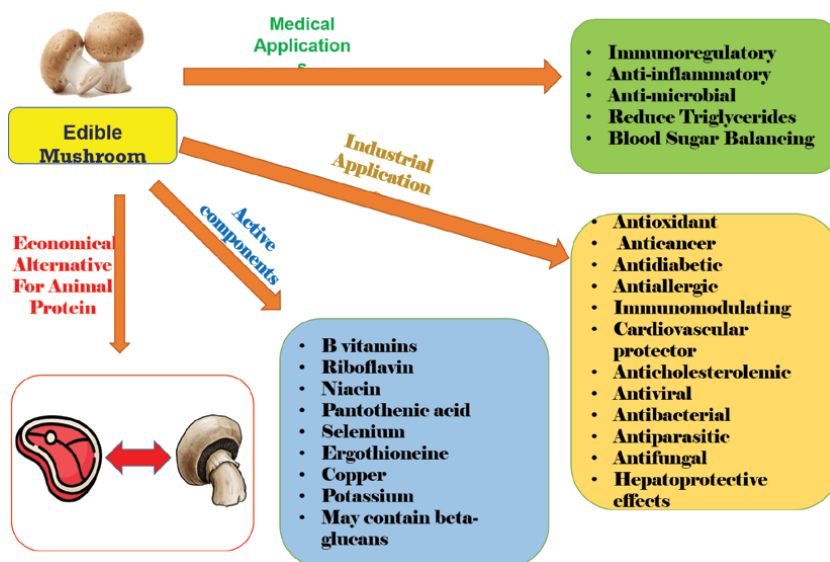 Medical
Applications
Edible
Mushroom
• Immunoregulatory
• Anti-inflammatory
• Anti-microbial
• Reduce Triglycerides
• Blood Sugar Balancing
Industrial
Application
Active
components
Economical
Alternative
For Animal
Protein
• Antioxidant
• Anticancer
• Antidiabetic
• Antiallergic
• Immunomodulating
• Cardiovascular
protector
• Anticholesterolemic
• Antiviral
• Antibacterial
• Antiparasitic
• Antifungal
• Hepatoprotective
effects
• B vitamins
• Riboflavin
• Niacin
• Pantothenic acid
• Selenium
• Ergothioneine
• Copper
• Potassium
• May contain beta-
glucans